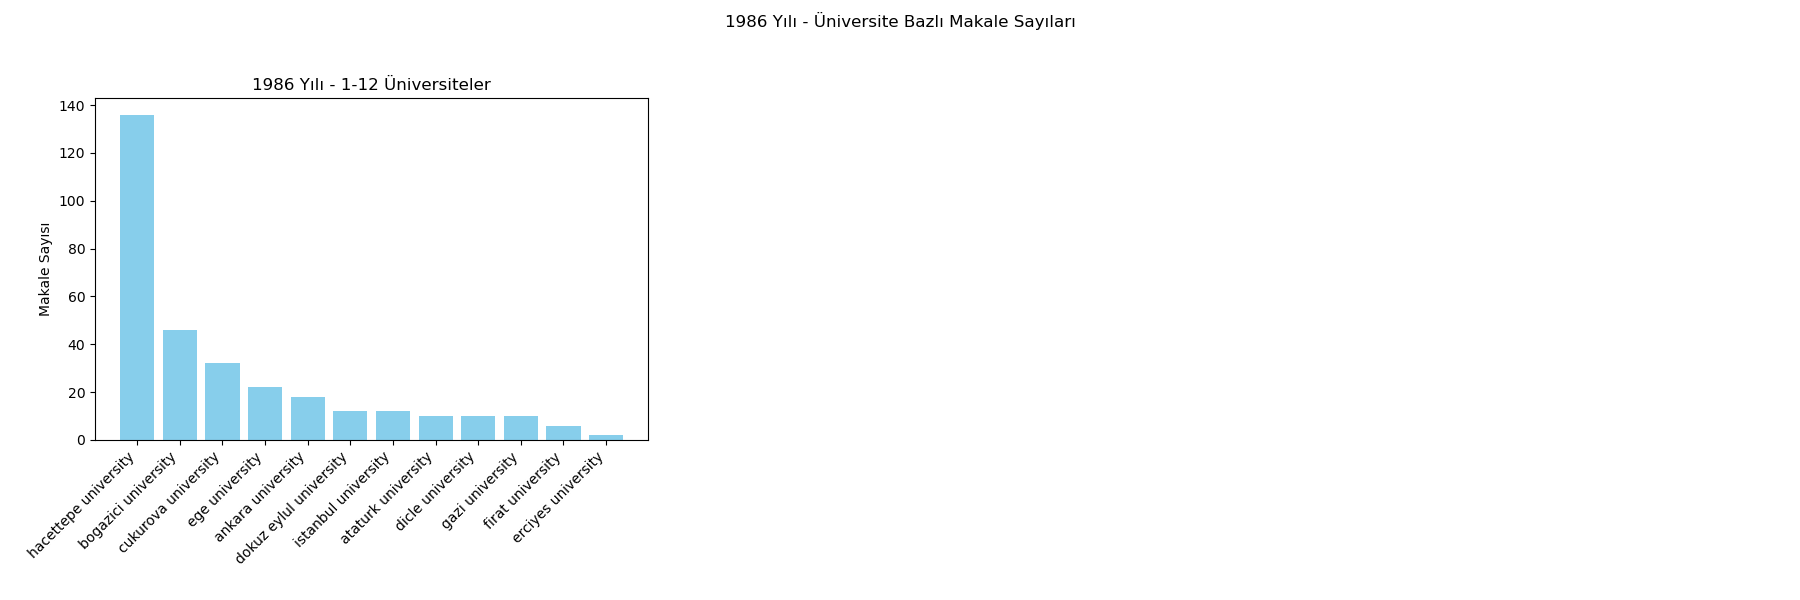 1986 Yılı - Üniversite Bazlı Makale Sayıları
1986 Yılı - 1-12 Üniversiteler
140
120
100
80
60
40
20
0
Makale Sayısı
hacettepe university
bogazici university
cukurova university
ege university
ankara university
dokuz eylul university
istanbul university
ataturk university
dicle university
gazi university
firat university
erciyes university